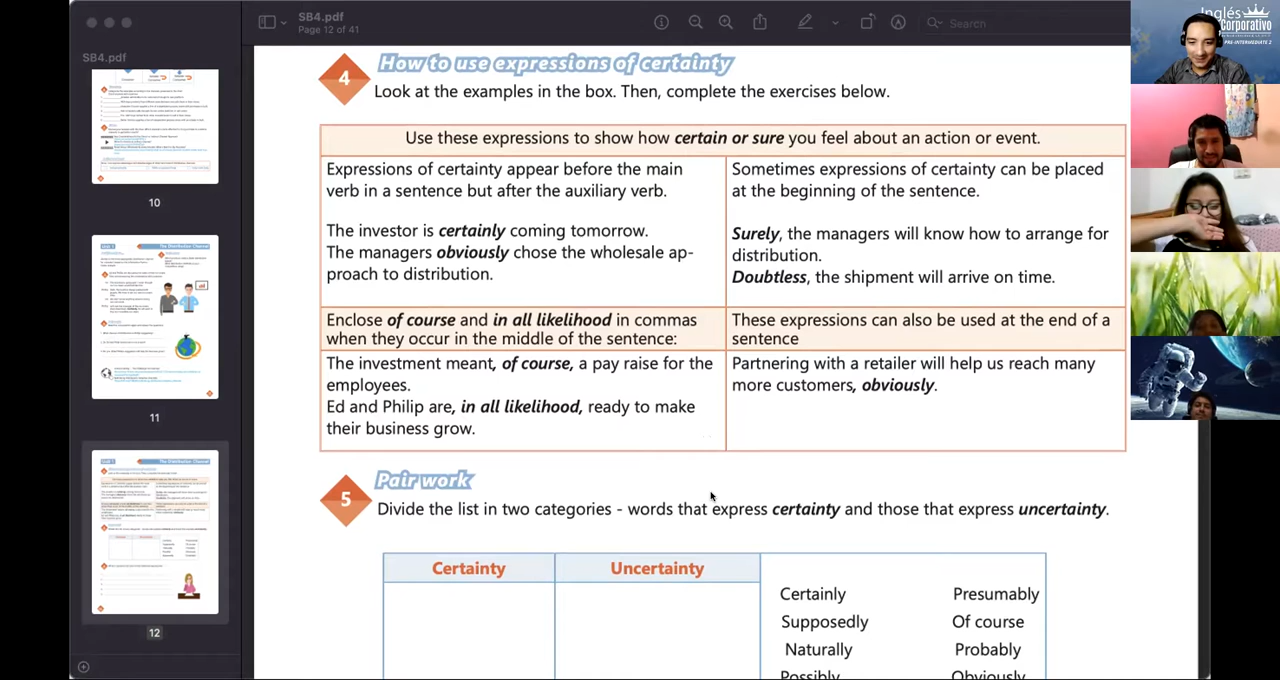 SB4.pdf
Page 12 of 41
Search
SB4.pdf
10
11
12
4
How to use expressions of certainty
Look at the examples in the box. Then, complete the exercises below.
Use these expressions to show how certain we are you about an action or event.
Expressions of certainty appear before the main
verb in a sentence but after the auxiliary verb.
The investor is certainly coming tomorrow.
The manager obviously chose the wholesale ap-
proach to distribution.
Sometimes expressions of certainty can be placed
at the beginning of the sentence.
Surely, the managers will know how to arrange for
distribution.
Doubtless, our shipment will arrive on time.
Enclose of course and in all likelihood in commas
when they occur in the middle of the sentence:
These expressions can also be used at the end of a
sentence
The investment means, of course, a pay raise for the
employees.
Ed and Philip are, in all likelihood, ready to make
their business grow.
Partnering with a retailer will help us reach many
more customers, obviously.
5
Pair work
Divide the list in two categories - words that express certainty and those that express uncertainty.
Certainty
Uncertainty
Certainly
Presumably
Supposedly
Of course
Naturally
Probably
Possibly
Obviously
Inglés
Corporativo
PRE-INTERMEDIATE 2